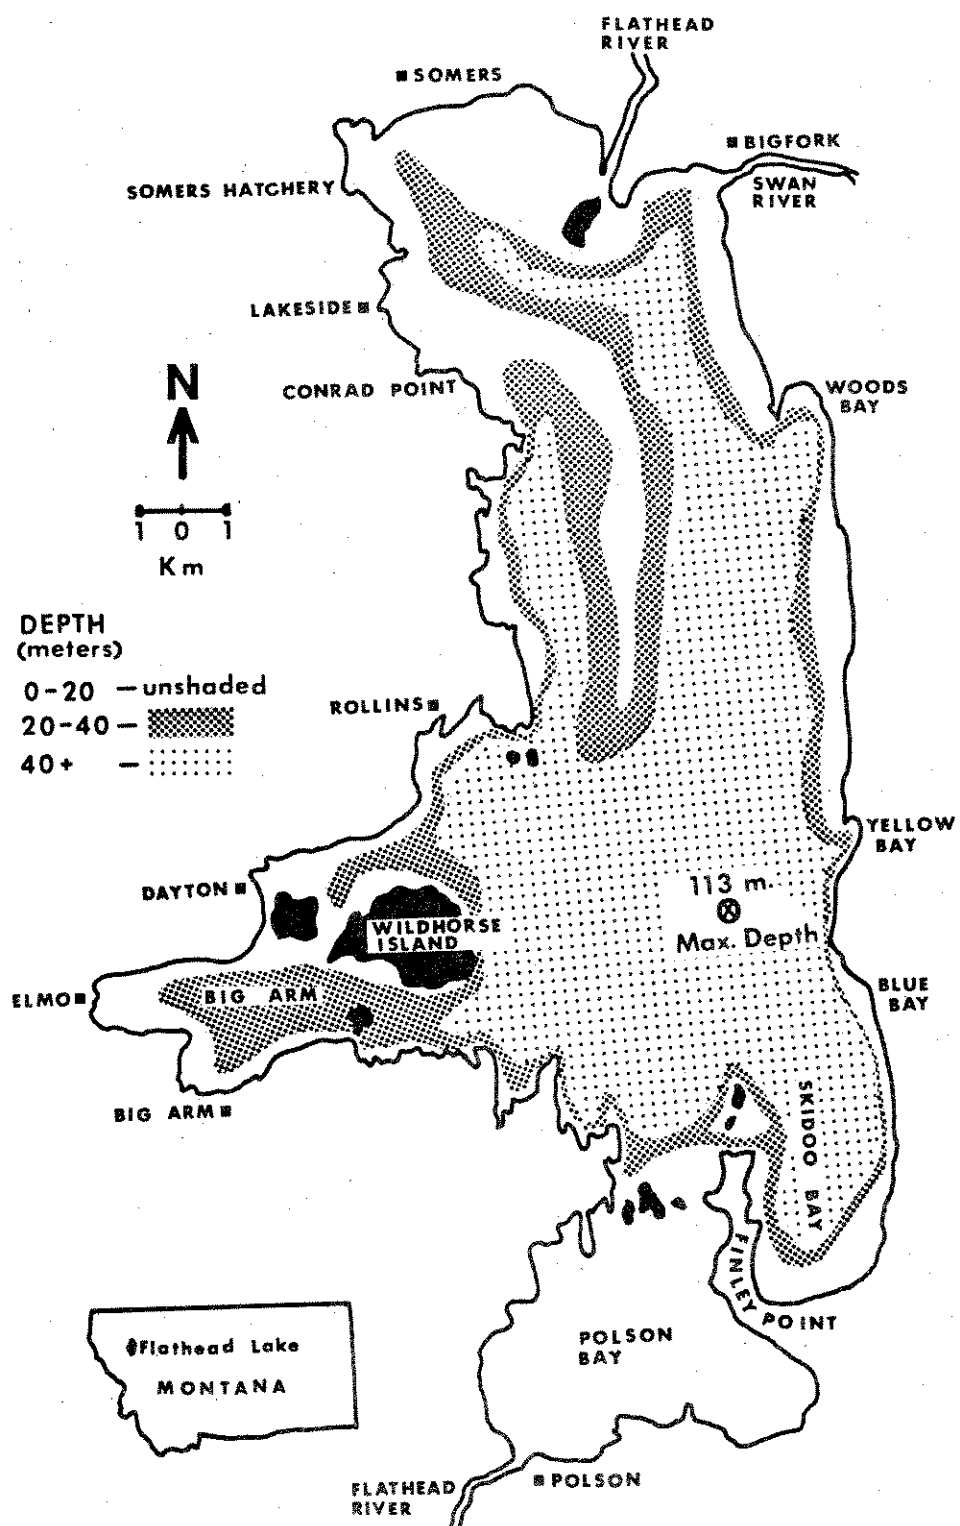 FLATHEAD
RIVER
SOMERS
BIGFORK
SWAN
RIVER
SOMERS HATCHERY
LAKESIDE
N
CONRAD POINT
WOODS
BAY
1 0 1
Km
DEPTH
(meters)
0-20 — unshaded
20-40 —
40+ —
ROLLINS
YELLOW
BAY
DAYTON
113 m.
Max. Depth
WILDHORSE
ISLAND
ELMO
BIG ARM
BLUE
BAY
BIG ARM
SKIDOO BAY
FINLEY POINT
POLSON
BAY
Flathead Lake
MONTANA
FLATHEAD
RIVER
POLSON